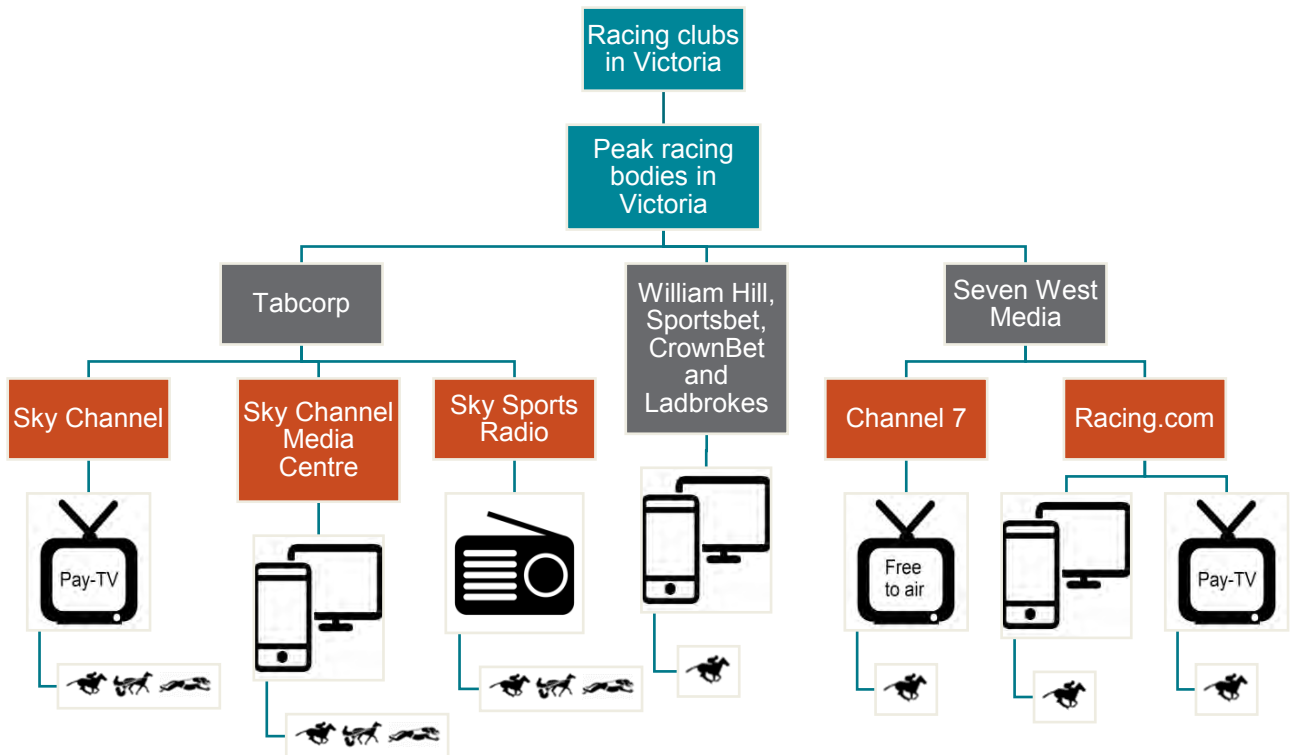 Racing clubs
in Victoria
Peak racing
bodies in
Victoria
Tabcorp
William Hill,
Sportsbet,
CrownBet
and
Ladbrokes
Seven West
Media
Sky Channel
Sky Channel
Media
Centre
Sky Sports
Radio
Channel 7
Racing.com
Pay-TV
Free
to air
Pay-TV